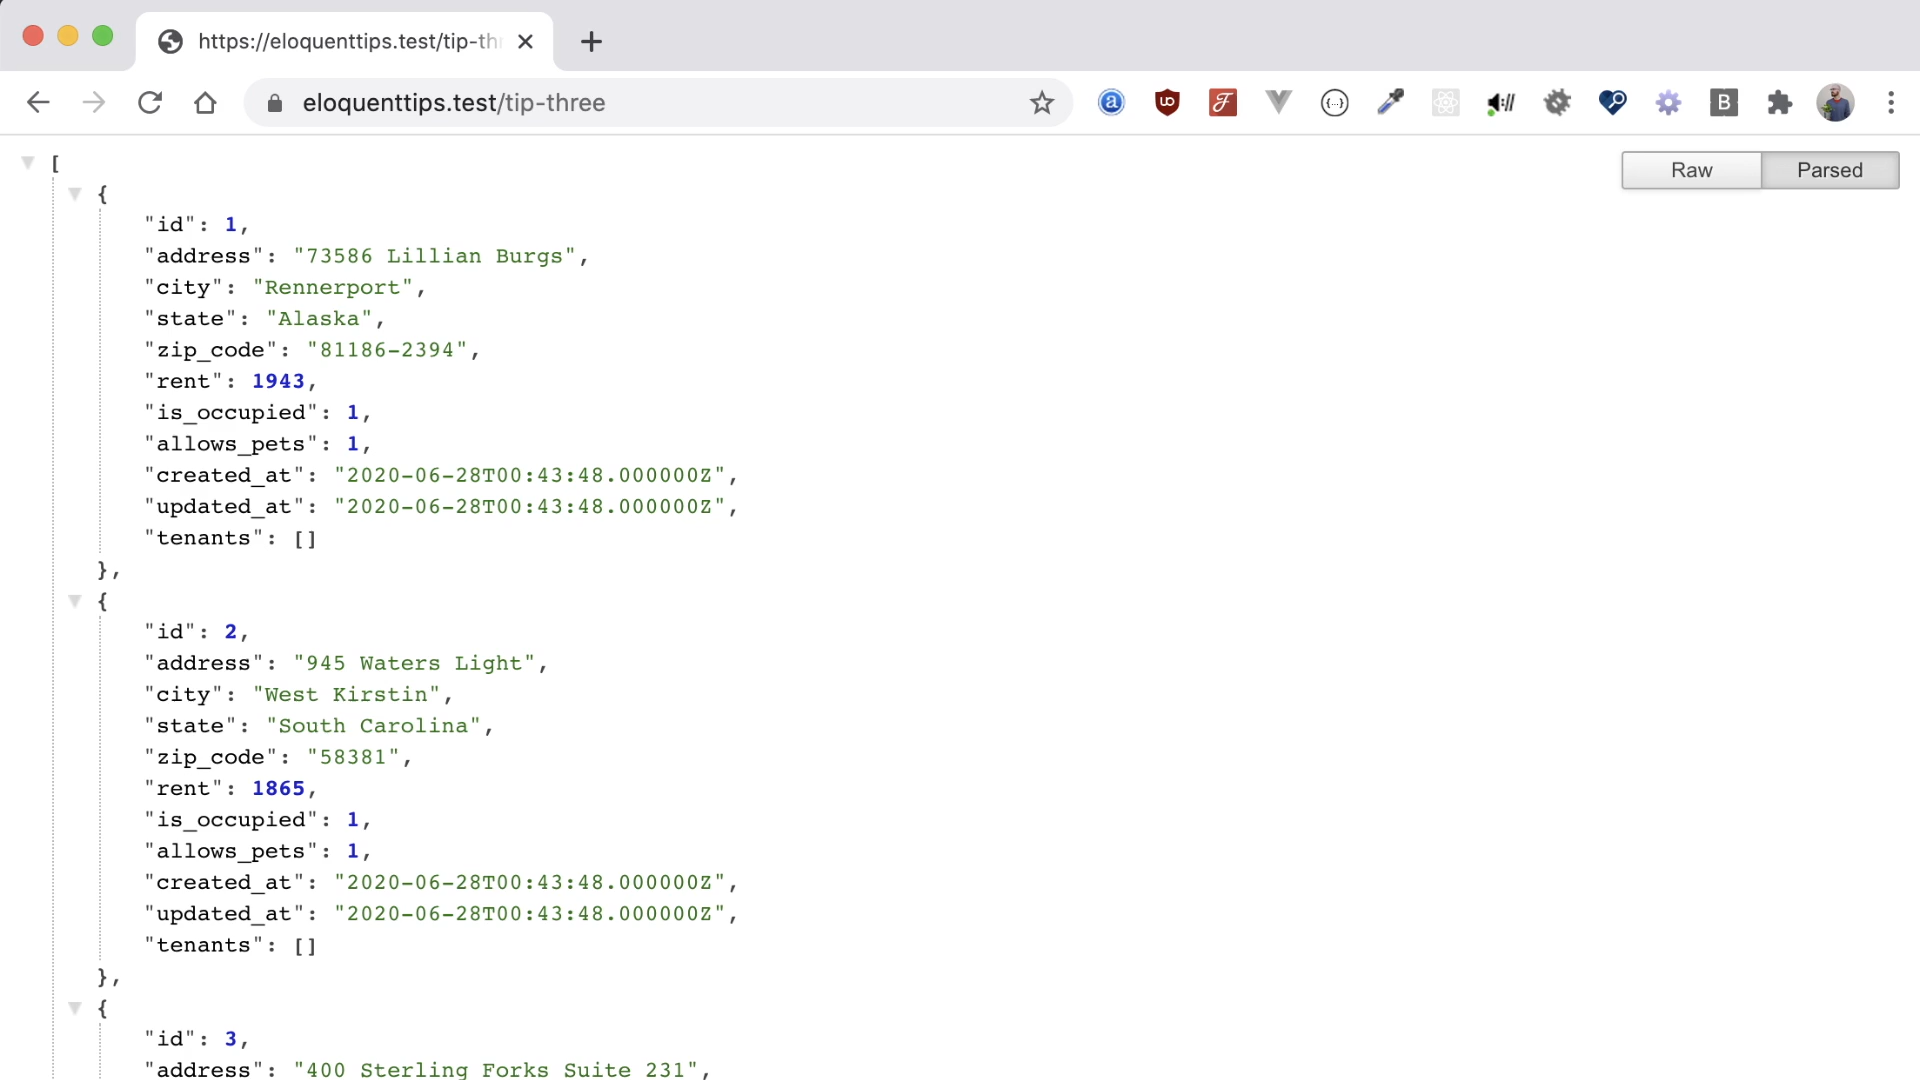 https://eloquenttips.test/tip-thr
eloquenttips.test/tip-three
Raw
Parsed
[
{
"id": 1,
"address": "73586 Lillian Burgs",
"city": "Rennerport",
"state": "Alaska",
"zip_code": "81186-2394",
"rent": 1943,
"is_occupied": 1,
"allows_pets": 1,
"created_at": "2020-06-28T00:43:48.000000Z",
"updated_at": "2020-06-28T00:43:48.000000Z",
"tenants": []
},
{
"id": 2,
"address": "945 Waters Light",
"city": "West Kirstin",
"state": "South Carolina",
"zip_code": "58381",
"rent": 1865,
"is_occupied": 1,
"allows_pets": 1,
"created_at": "2020-06-28T00:43:48.000000Z",
"updated_at": "2020-06-28T00:43:48.000000Z",
"tenants": []
},
{
"id": 3,
"address": "400 Sterling Forks Suite 231",